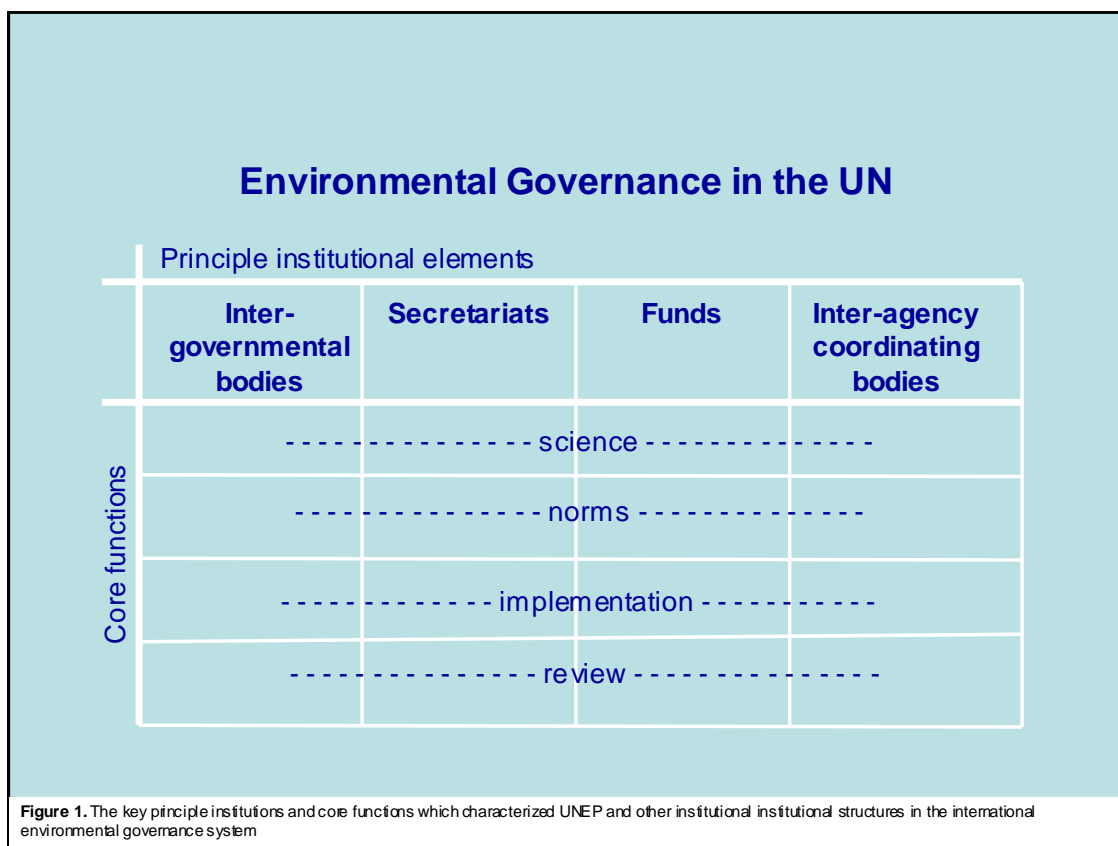 Environmental Governance in the UN
Principle institutional elements
Inter-
governmental
bodies
Secretariats
Funds
Inter-agency
coordinating
bodies
Core functions
- - - - - - - - - - - - - - - science - - - - - - - - - - - - - -
- - - - - - - - - - - - - - - norms - - - - - - - - - - - - - -
- - - - - - - - - - - - - implementation - - - - - - - - - - -
- - - - - - - - - - - - - - - review - - - - - - - - - - - - - - -
Figure 1. The key principle institutions and core functions which characterized UNEP and other institutional institutional structures in the international
environmental governance system